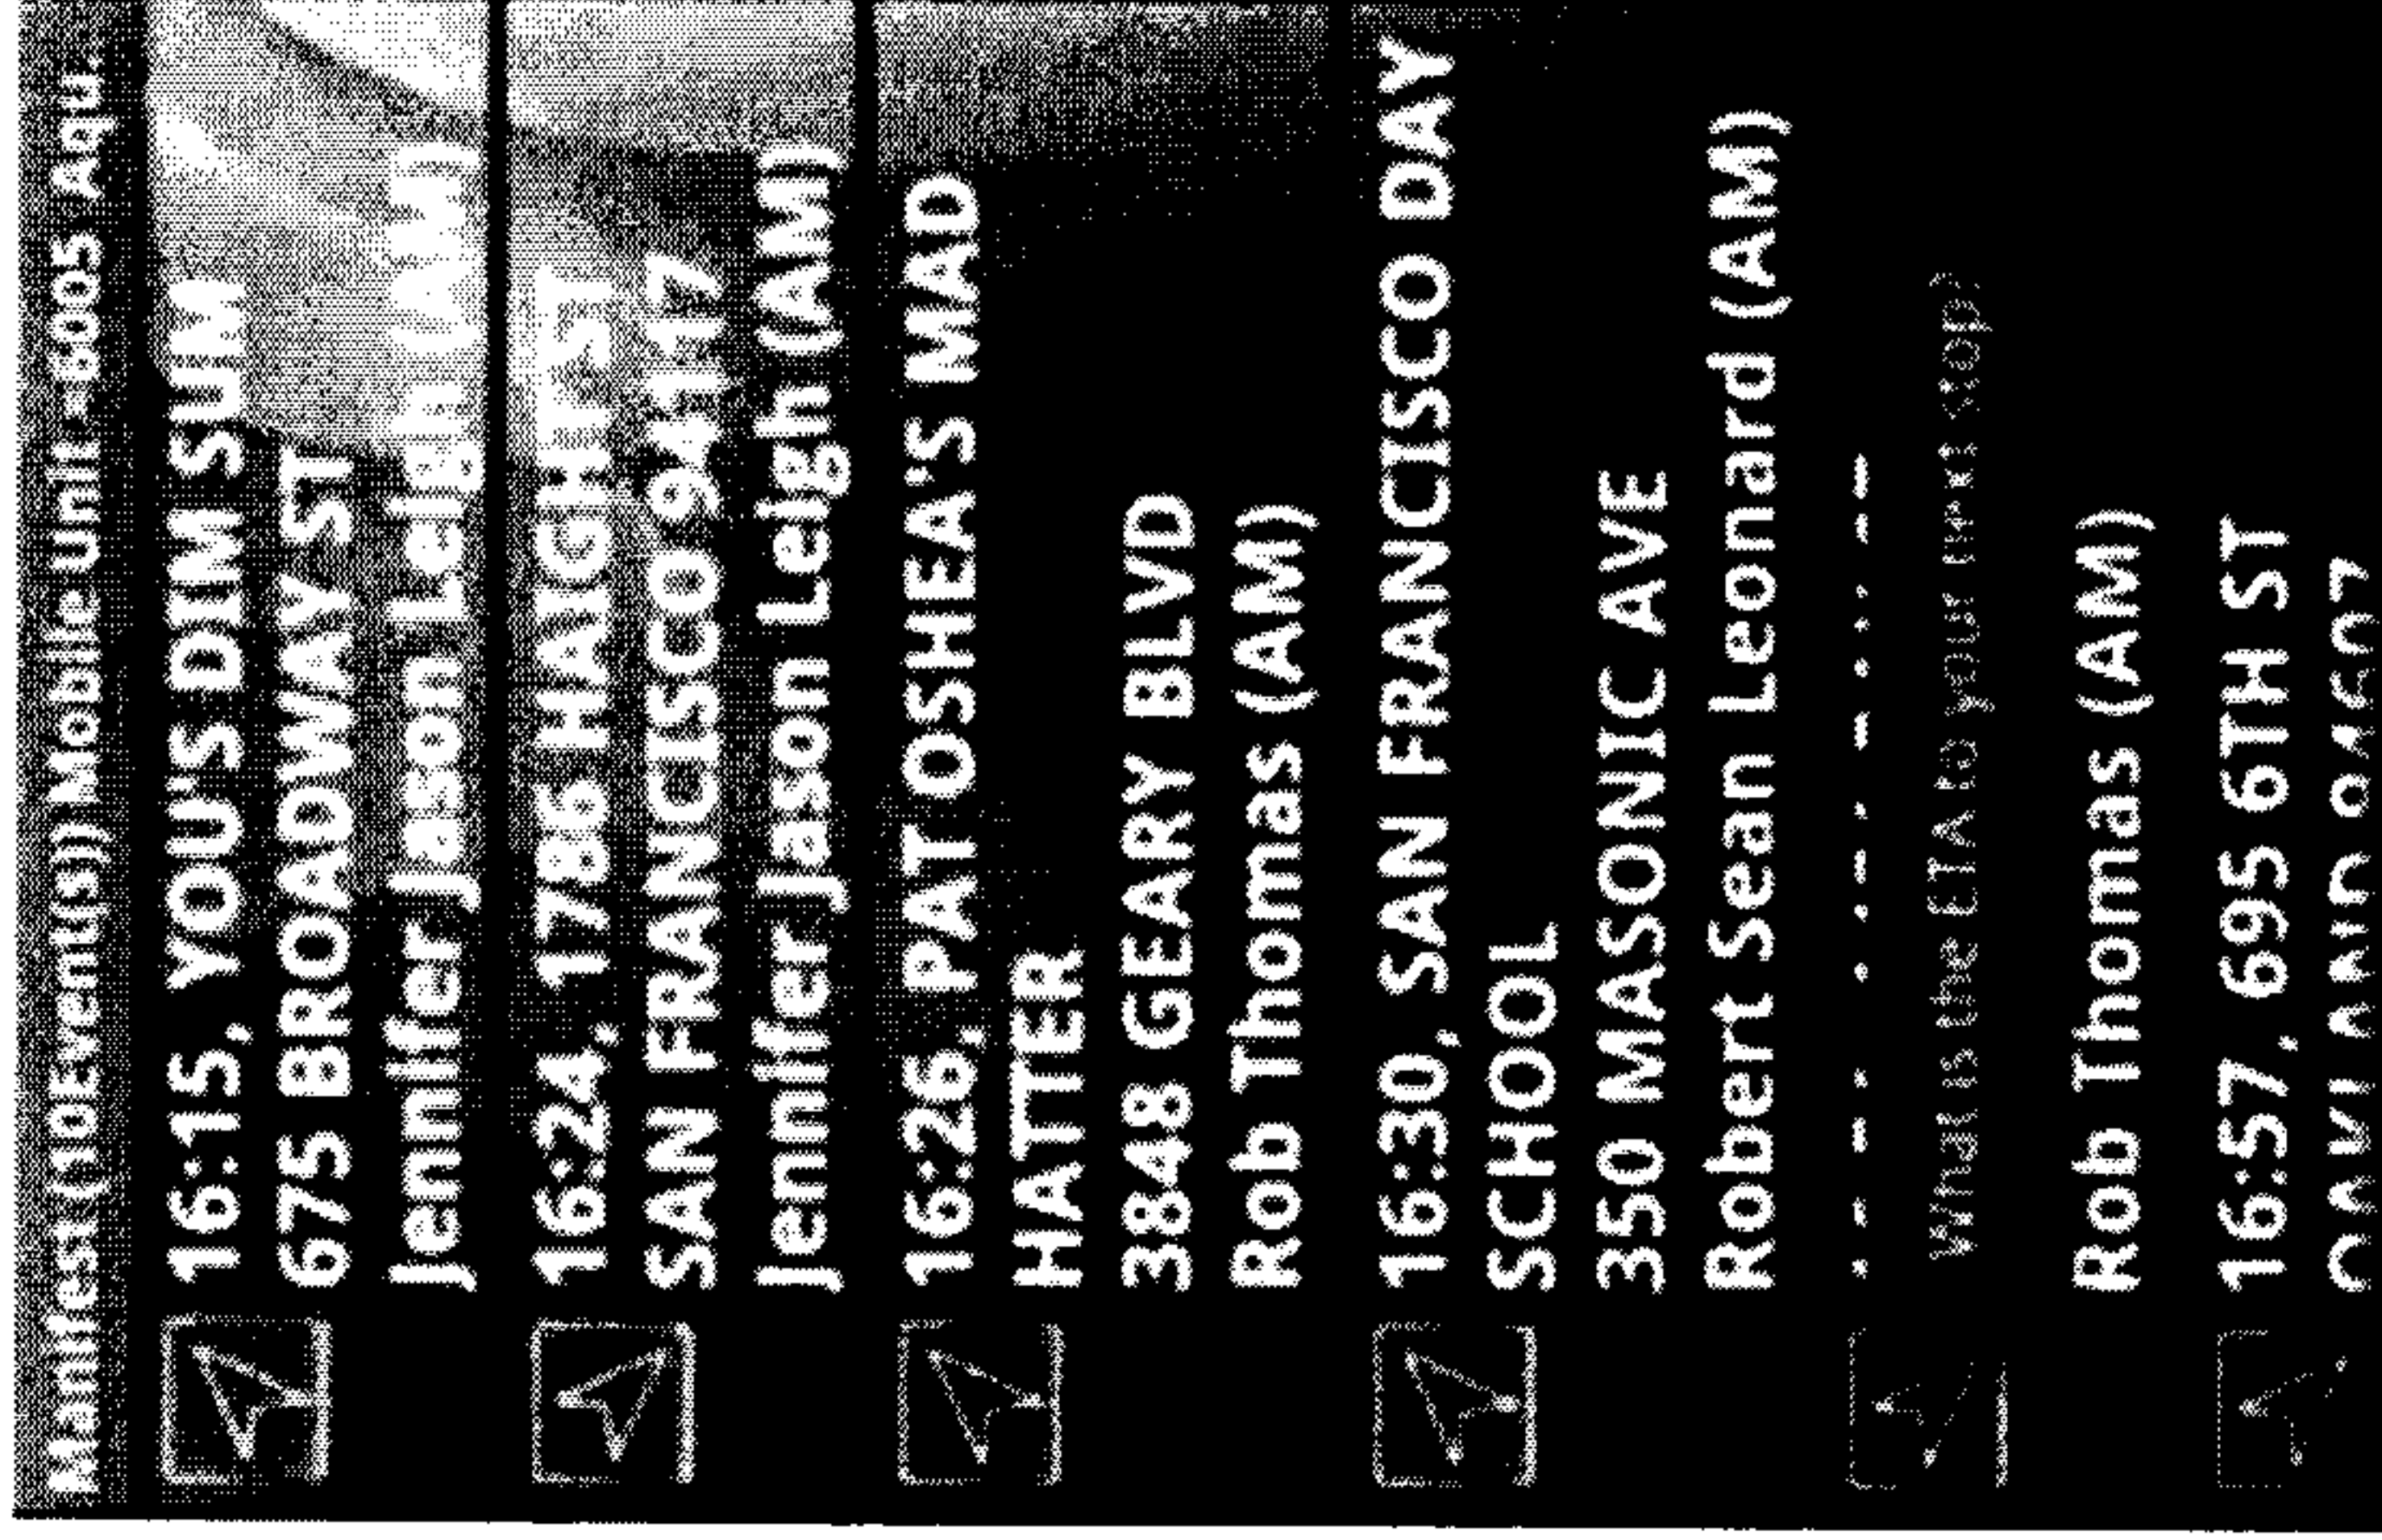 Manifest (10Event(s)) Mobile Unit - 6005 Aqu
16:15, YOU'S DIM SUM
675 BROADWAY ST
Jennifer Jason Leigh (AM)
16:24, 1786 HAIGHT ST
SAN FRANCISCO 94117
Jennifer Jason Leigh (AM)
16:26, PAT OSHEA'S MAD
HATTER
3848 GEARY BLVD
Rob Thomas (AM)
16:30, SAN FRANCISCO DAY
SCHOOL
350 MASONIC AVE
Robert Sean Leonard (AM)
What is the ETA to your next stop?
Rob Thomas (AM)
16:57, 695 6TH ST